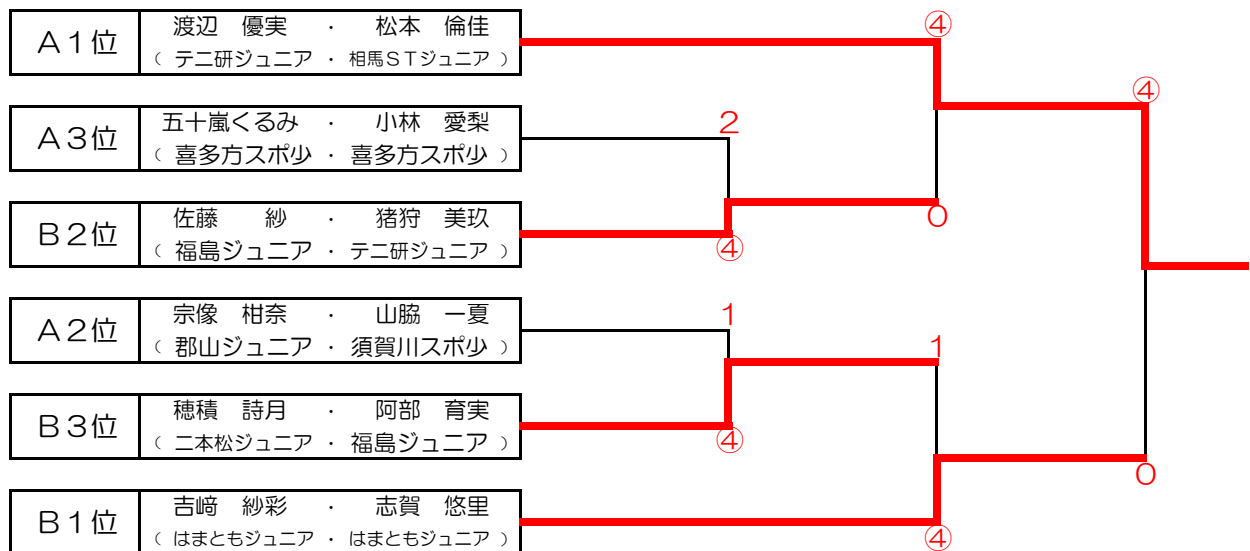 A1位
渡辺 優実 ・ 松本 倫佳
( テニ研ジュニア ・ 相馬STジュニア )
④
④
A3位
五十嵐くるみ ・ 小林 愛梨
( 喜多方スポ少 ・ 喜多方スポ少 )
2
B2位
佐藤 紗 ・ 猪狩 美玖
( 福島ジュニア ・ テニ研ジュニア )
④
0
A2位
宗像 柑奈 ・ 山脇 一夏
( 郡山ジュニア ・ 須賀川スポ少 )
1
1
B3位
穂積 詩月 ・ 阿部 育実
( 二本松ジュニア ・ 福島ジュニア )
④
0
B1位
吉﨑 紗彩 ・ 志賀 悠里
( はまともジュニア ・ はまともジュニア )
④